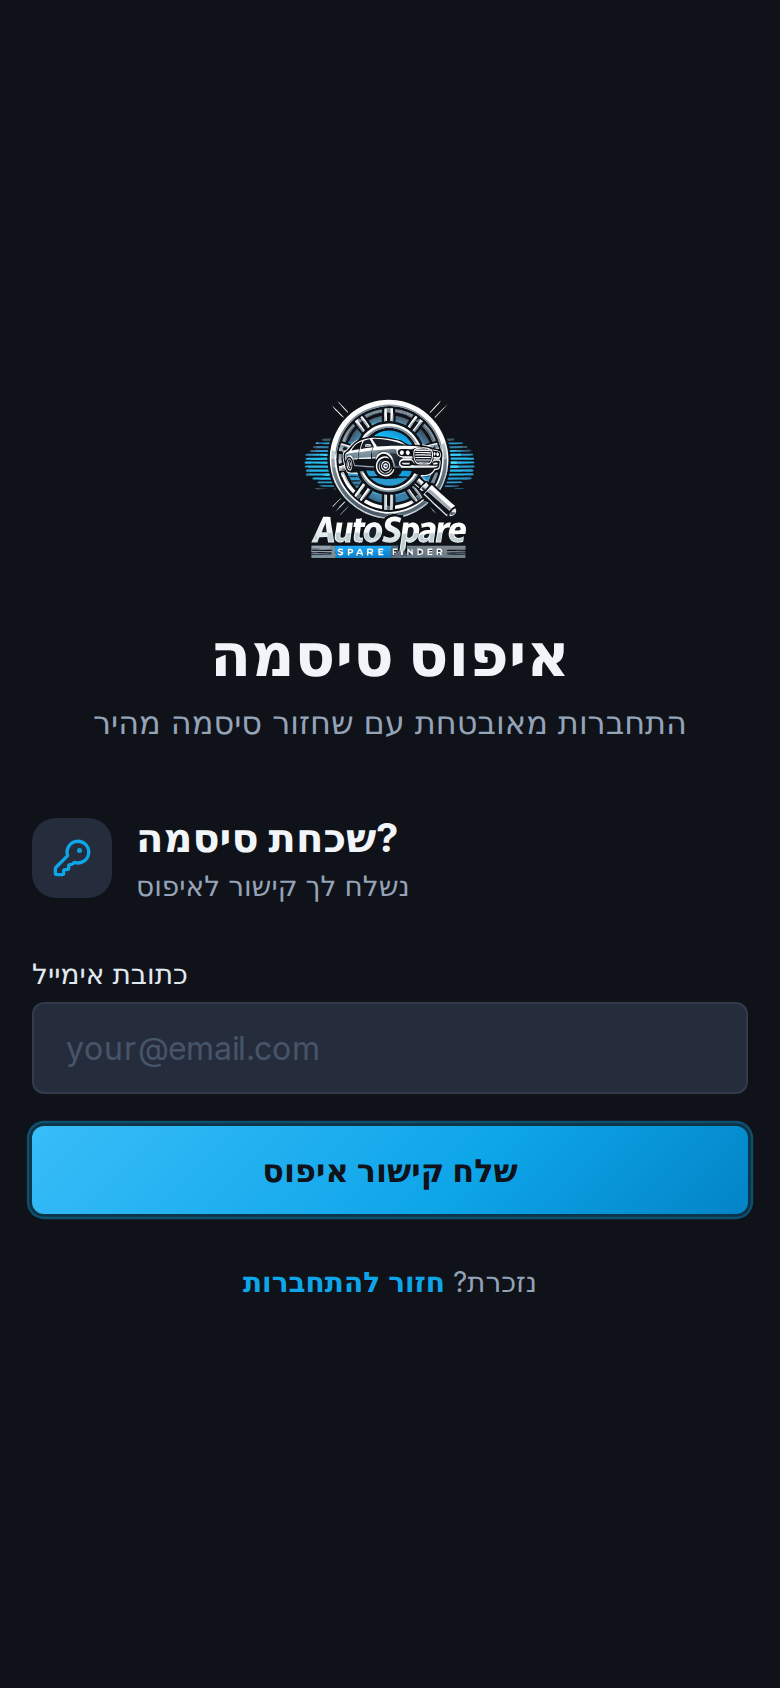 AutoSpare
SPARE FINDER
איפוס סיסמה
התחברות מאובטחת עם שחזור סיסמה מהיר
שכחת סיסמה?
נשלח לך קישור לאיפוס
כתובת אימייל
your@email.com
שלח קישור איפוס
נזכרת? חזור להתחברות